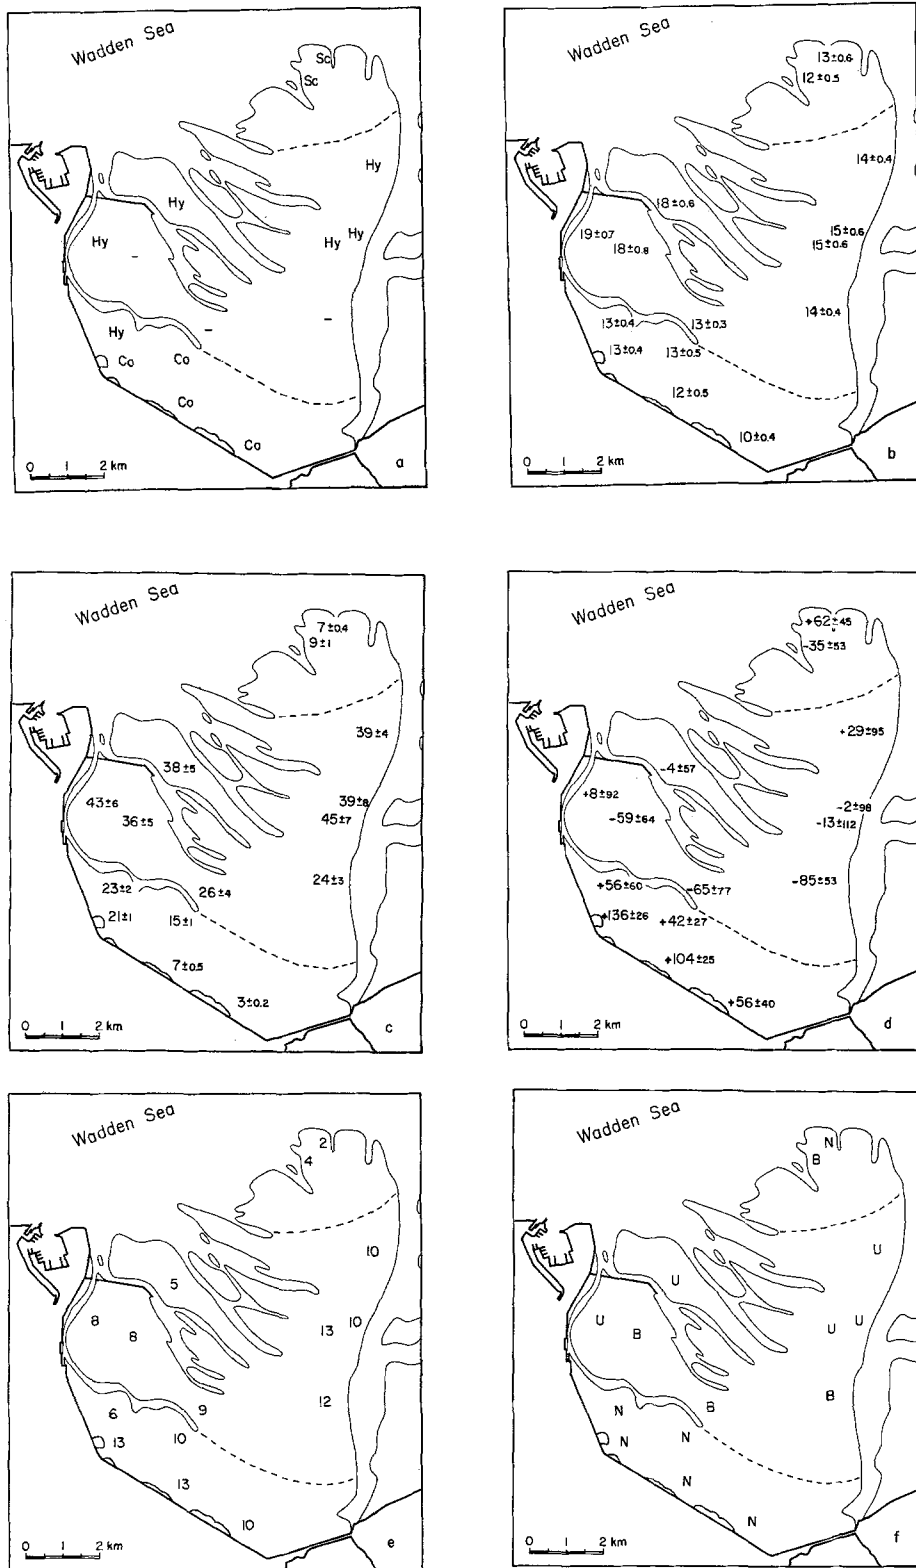 Wadden Sea
Sc
Sc
Hy
Hy
Hy
Hy
Hy
–
–
–
Hy
Co
Co
Co
Co
0 1 2 km
a
Wadden Sea
13±0.6
12±0.5
14±0.4
18±0.6
15±0.6
19±0.7
15±0.6
18±0.8
14±0.4
13±0.4
13±0.3
13±0.4
13±0.5
12±0.5
10±0.4
0 1 2 km
b
Wadden Sea
7±0.4
9±1
39±4
38±5
43±6
39±8
36±5
45±7
24±3
23±2
26±4
21±1
15±1
7±0.5
3±0.2
0 1 2 km
c
Wadden Sea
+62±45
-35±53
+29±95
-4±57
+8±92
-2±98
-59±64
-13±112
-85±53
+56±60
-65±77
+136±26
+42±27
+104±25
+56±40
0 1 2 km
d
Wadden Sea
2
4
10
5
8
8
13
10
12
6
9
13
10
13
10
0 1 2 km
e
Wadden Sea
N
B
U
U
U
B
U
U
B
N
B
N
N
N
N
0 1 2 km
f